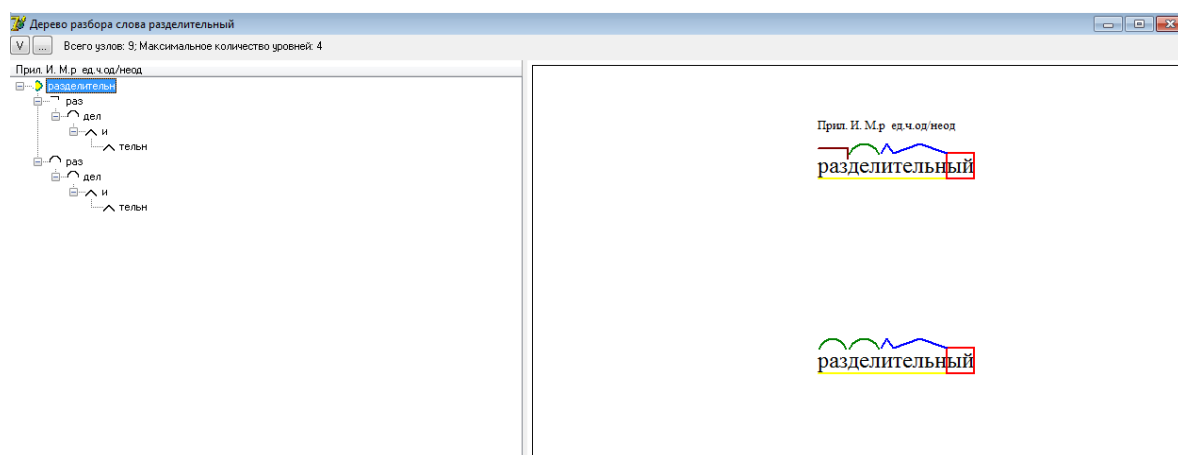 Дерево разбора слова разделительный
V ... Всего узлов: 9; Максимальное количество уровней: 4
Прил. И. М.р ед.ч.од/неод
разделительн
раз
дел
и
тельн
раз
дел
и
тельн
Прил. И. М.р ед.ч.од/неод
разделительный
разделительный